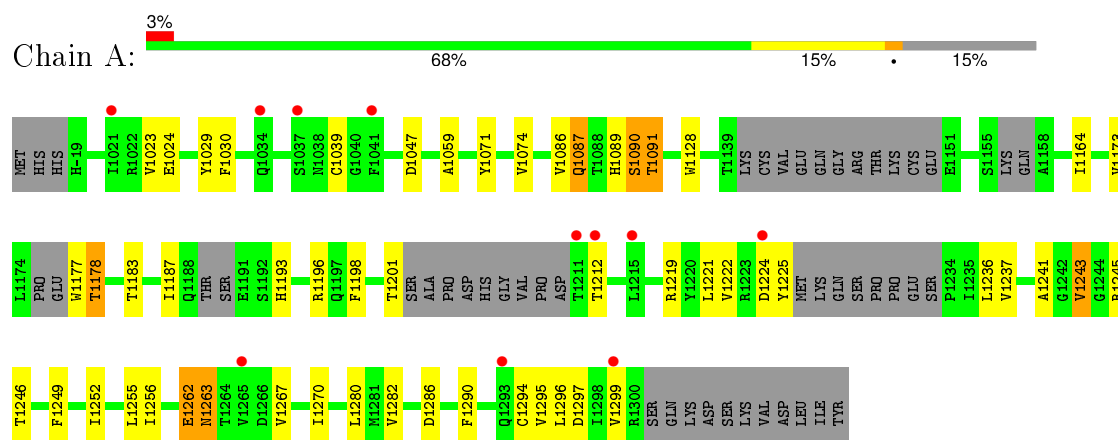 3%
Chain A:
68% 15% • 15%
MET HIS HIS H-19 I1021 R1022 V1023 E1024 Y1029 F1030 Q1034 S1037 N1038 C1039 G1040 F1041 D1047 A1059 Y1071 V1074 V1086 Q1087 T1088 H1089 S1090 T1091 W1128 T1139 LYS CYS VAL GLU GLN GLY ARG THR LYS CYS GLU E1151 S1155 LYS GLN A1158 I1164 V1173
L1174 PRO GLU W1177 T1178 T1183 I1187 Q1188 THR SER E1191 S1192 H1193 R1196 Q1197 F1198 T1201 SER ALA PRO ASP HIS GLY VAL PRO ASP T1211 T1212 L1215 R1219 Y1220 L1221 V1222 R1223 D1224 Y1225 MET LYS GLN SER PRO PRO GLU SER P1234 I1235 L1236 V1237 A1241 G1242 V1243 G1244 R1245
T1246 F1249 I1252 L1255 I1256 E1262 N1263 T1264 V1265 D1266 V1267 I1270 L1280 M1281 V1282 D1286 F1290 Q1293 C1294 V1295 L1296 D1297 I1298 V1299 R1300 SER GLN LYS ASP SER LYS VAL ASP LEU ILE TYR